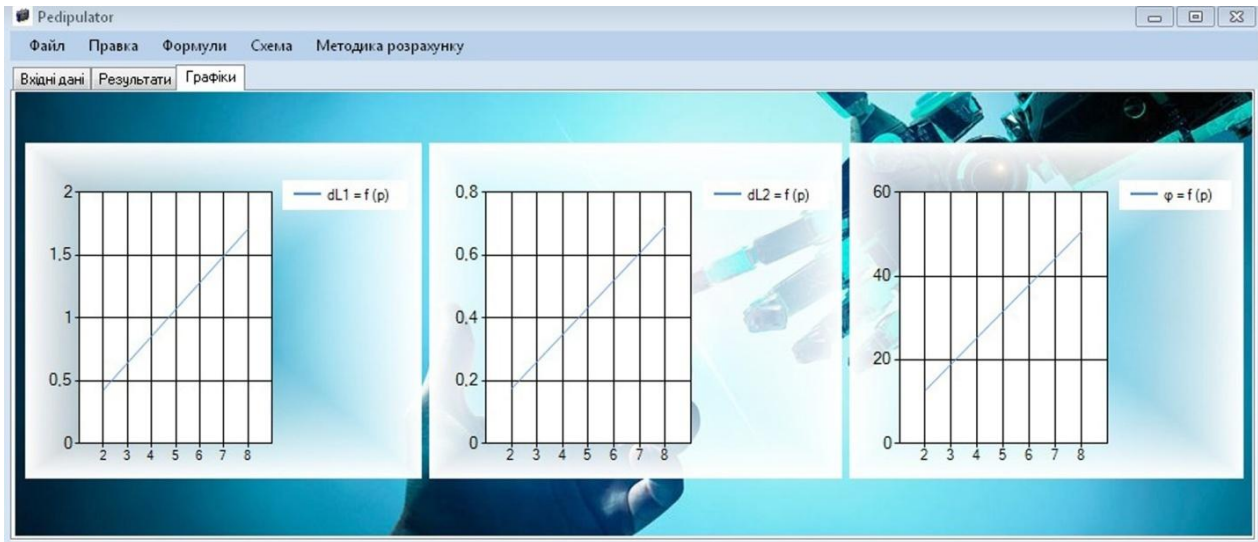 Pedipulator
Файл Правка Формули Схема Методика розрахунку
Вхідні дані Результати Графіки
2
1.5
1
0.5
0
2 3 4 5 6 7 8
dL1 = f (p)
0,8
0,6
0,4
0,2
0
2 3 4 5 6 7 8
dL2 = f (p)
60
40
20
0
2 3 4 5 6 7 8
φ = f (p)